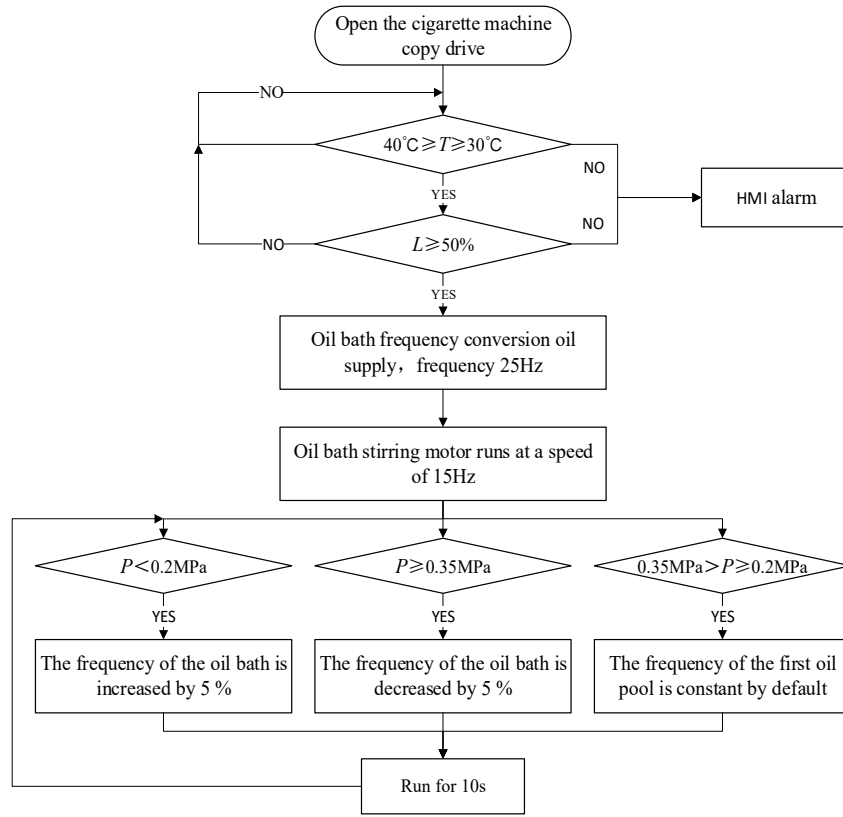 Open the cigarette machine
copy drive
NO
40℃≥T≥30℃
NO
YES
HMI alarm
NO
L≥50%
NO
YES
Oil bath frequency conversion oil
supply，frequency 25Hz
Oil bath stirring motor runs at a speed
of 15Hz
P＜0.2MPa
P≥0.35MPa
0.35MPa＞P≥0.2MPa
YES
YES
YES
The frequency of the oil bath is
increased by 5 %
The frequency of the oil bath is
decreased by 5 %
The frequency of the first oil
pool is constant by default
Run for 10s